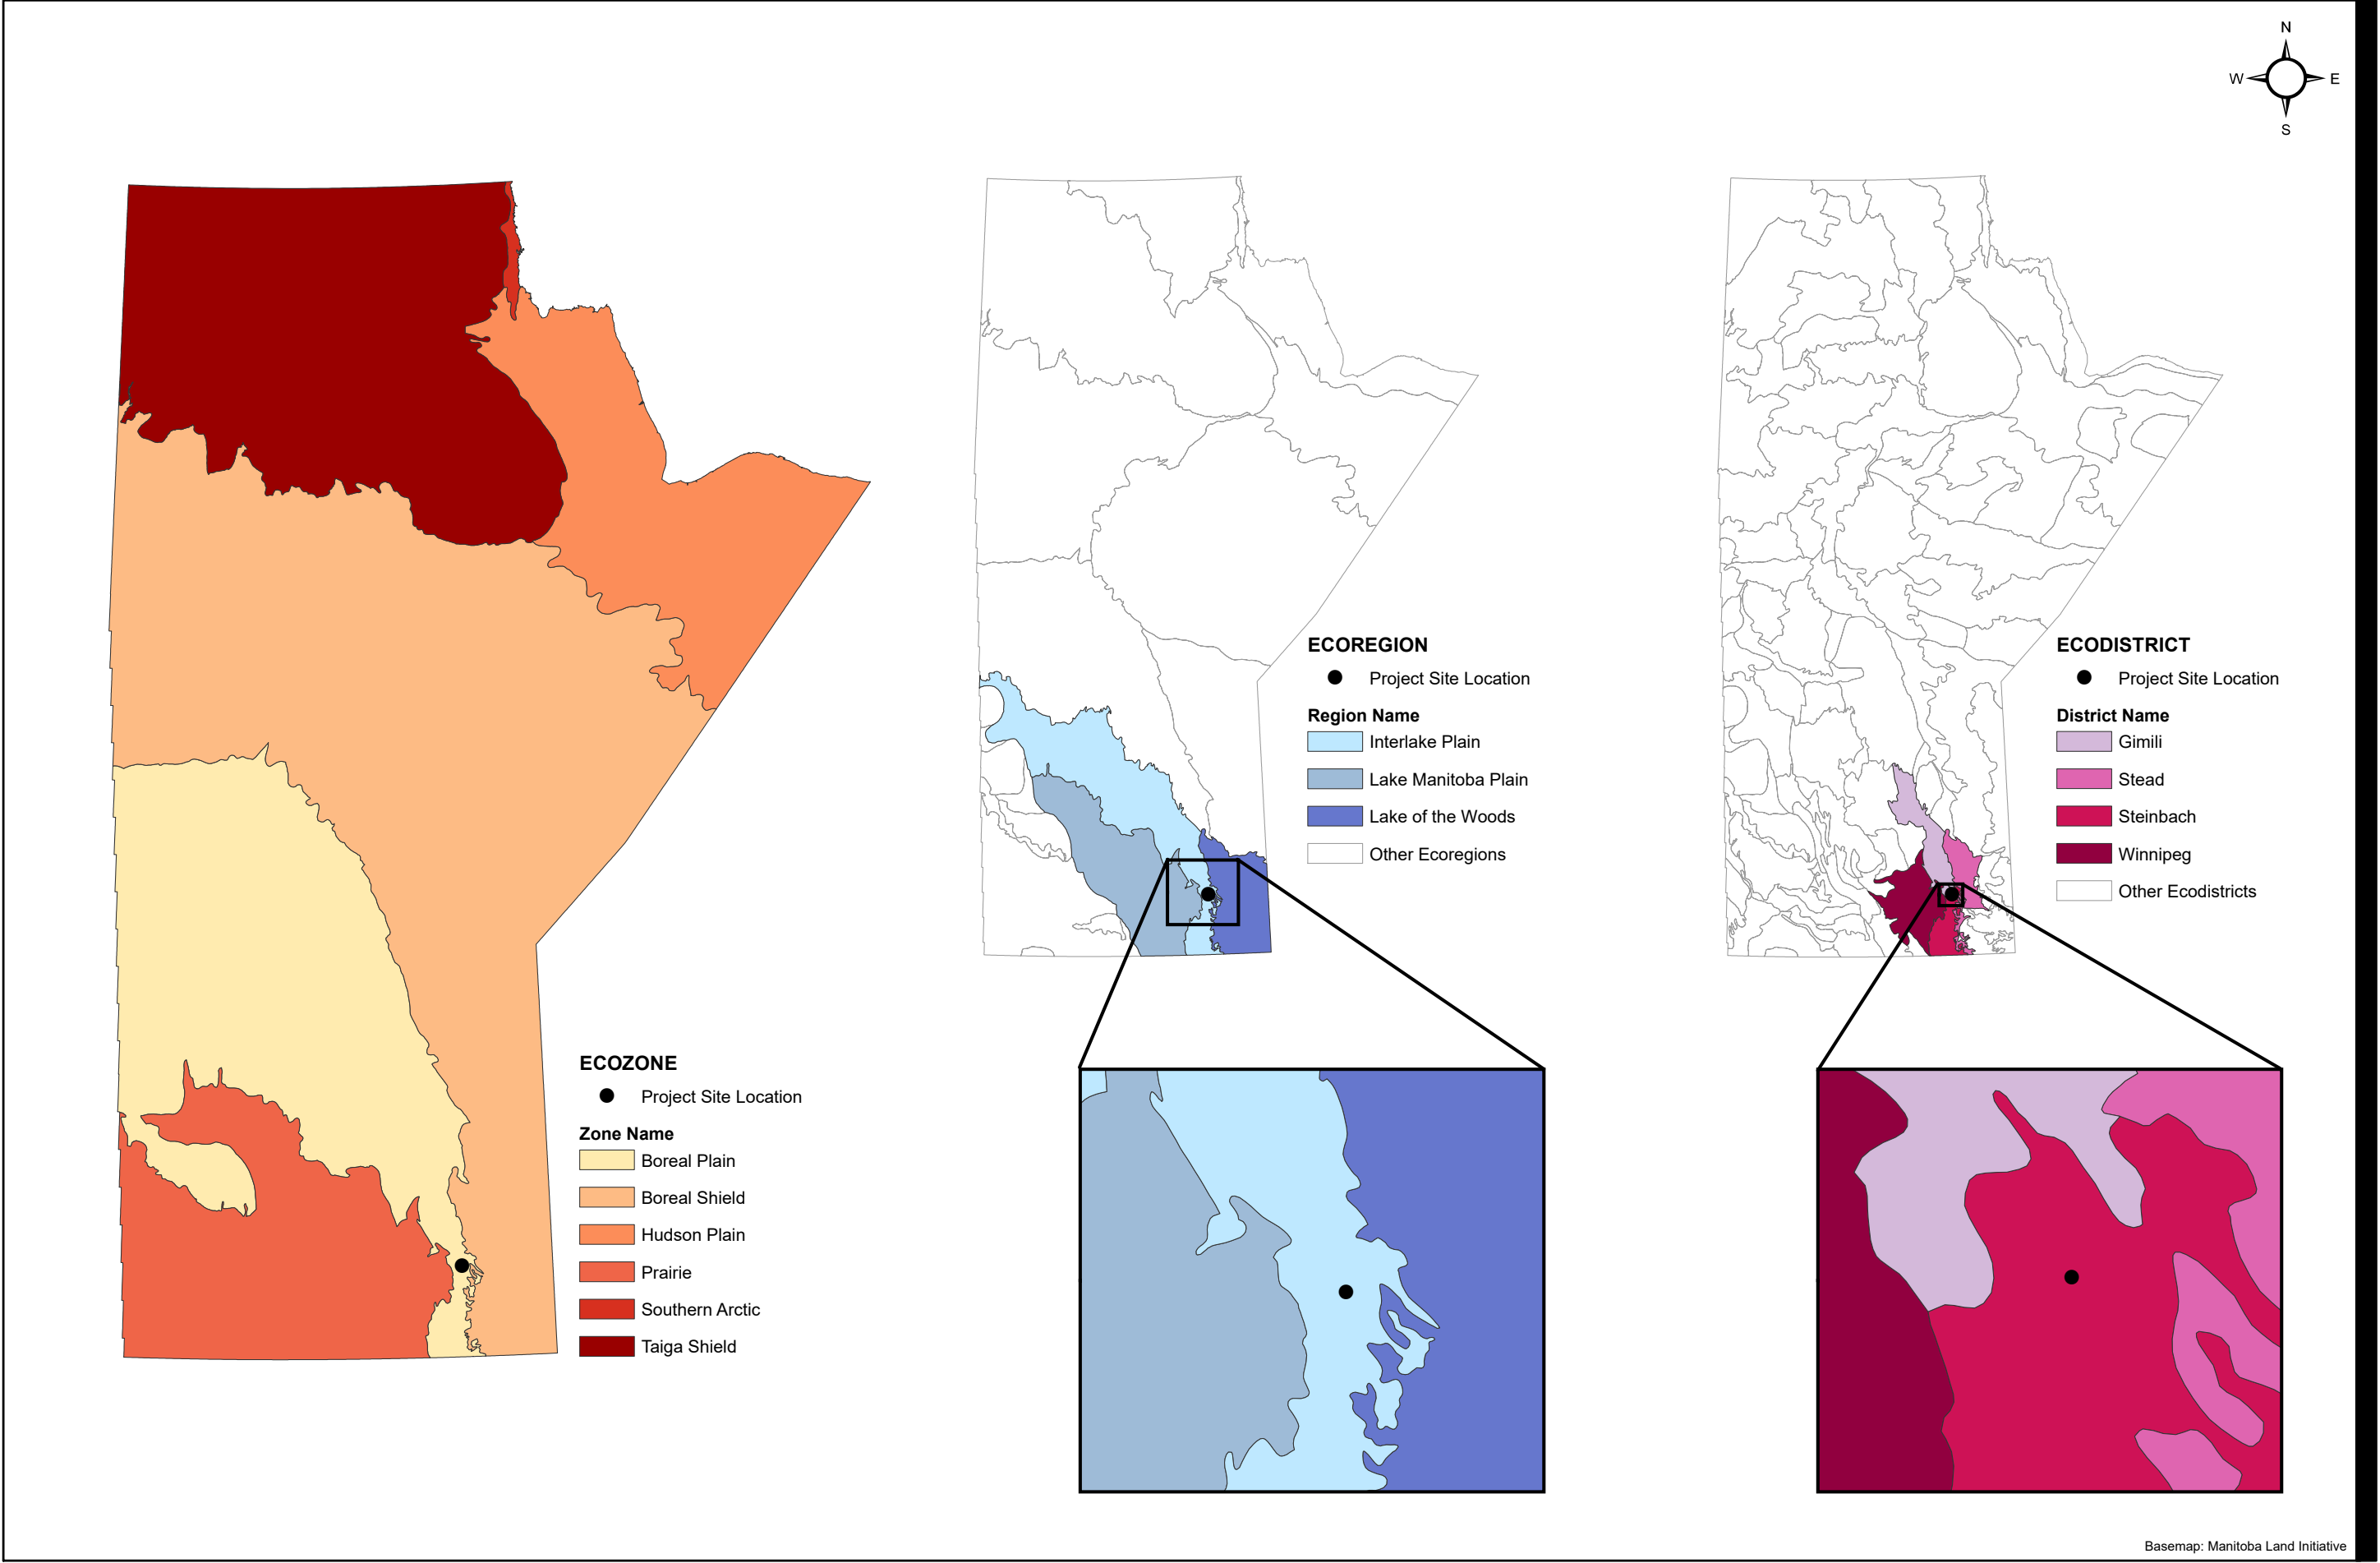 N
W E
S
ECOZONE
Project Site Location
Zone Name
Boreal Plain
Boreal Shield
Hudson Plain
Prairie
Southern Arctic
Taiga Shield
ECOREGION
Project Site Location
Region Name
Interlake Plain
Lake Manitoba Plain
Lake of the Woods
Other Ecoregions
ECODISTRICT
Project Site Location
District Name
Gimili
Stead
Steinbach
Winnipeg
Other Ecodistricts
Basemap: Manitoba Land Initiative